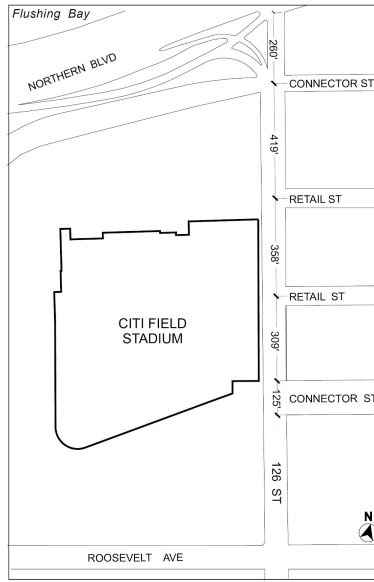 Flushing Bay
NORTHERN BLVD
260'
CONNECTOR ST
419'
RETAIL ST
358'
RETAIL ST
CITI FIELD
STADIUM
309'
125'
CONNECTOR ST
126 ST
N
ROOSEVELT AVE